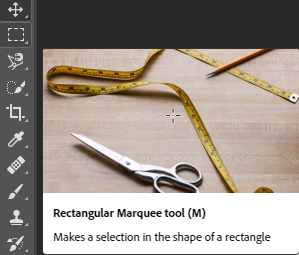 Rectangular Marquee tool (M)
Makes a selection in the shape of a rectangle